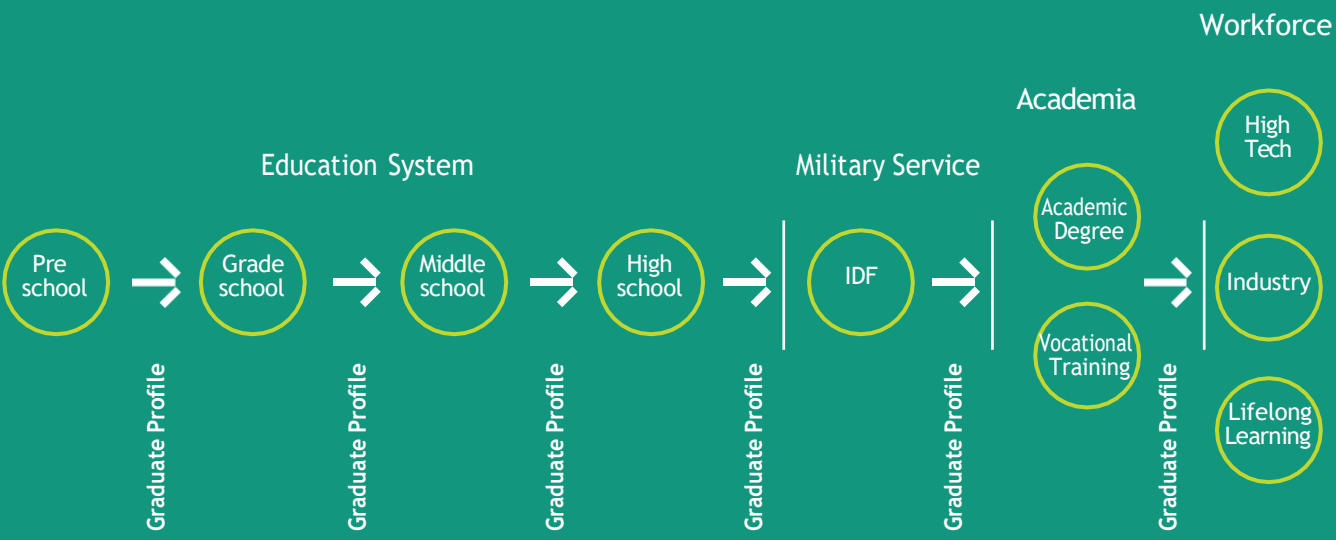 Workforce
Academia
Education System
Military Service
Pre
school
Grade
school
Middle
school
High
school
IDF
Academic
Degree
Vocational
Training
High
Tech
Industry
Lifelong
Learning
Graduate Profile
Graduate Profile
Graduate Profile
Graduate Profile
Graduate Profile
Graduate Profile